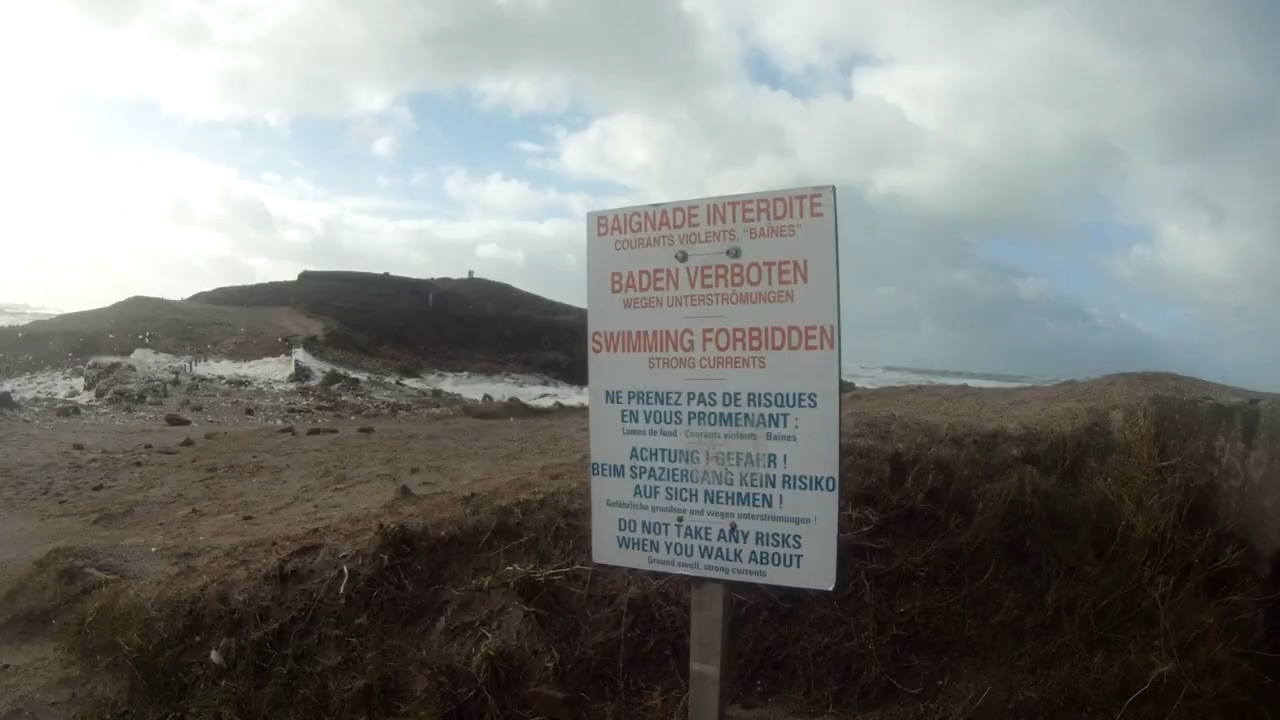 BAIGNADE INTERDITE
COURANTS VIOLENTS, "BAÏNES"
BADEN VERBOTEN
WEGEN UNTERSTRÖMUNGEN
SWIMMING FORBIDDEN
STRONG CURRENTS
NE PRENEZ PAS DE RISQUES
EN VOUS PROMENANT :
Lames de fond - Courants violents - Baïnes
ACHTUNG ! GEFAHR !
BEIM SPAZIERGANG KEIN RISIKO
AUF SICH NEHMEN !
Gefährliche grundsee und wegen unterströmungen !
DO NOT TAKE ANY RISKS
WHEN YOU WALK ABOUT
Ground swell, strong currents